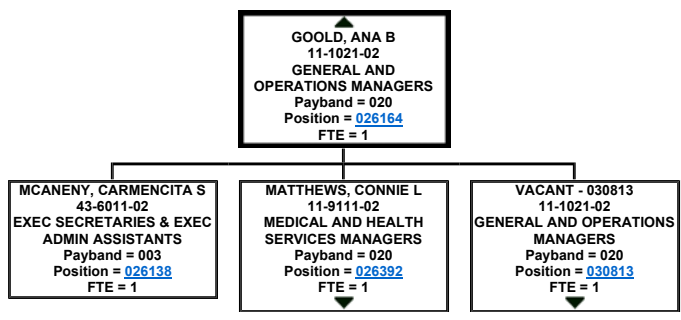 GOOLD, ANA B
11-1021-02
GENERAL AND
OPERATIONS MANAGERS
Payband = 020
Position = 026164
FTE = 1
MCANENY, CARMENCITA S
43-6011-02
EXEC SECRETARIES & EXEC
ADMIN ASSISTANTS
Payband = 003
Position = 026138
FTE = 1
MATTHEWS, CONNIE L
11-9111-02
MEDICAL AND HEALTH
SERVICES MANAGERS
Payband = 020
Position = 026392
FTE = 1
VACANT - 030813
11-1021-02
GENERAL AND OPERATIONS
MANAGERS
Payband = 020
Position = 030813
FTE = 1